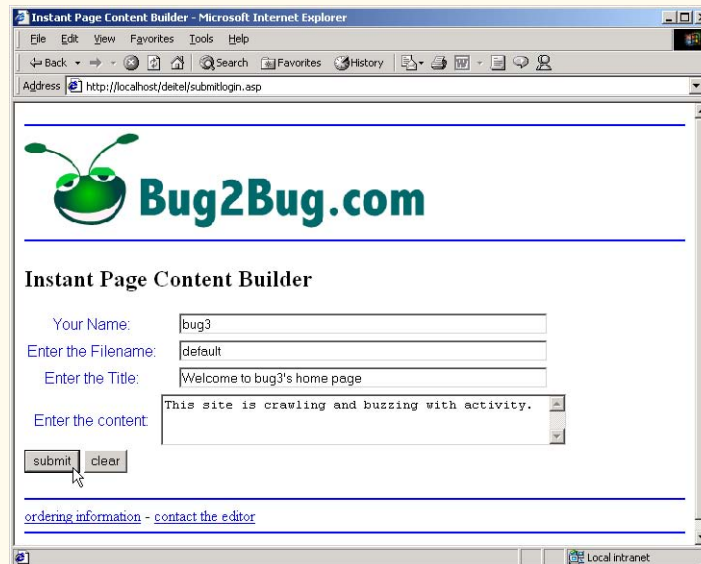 Instant Page Content Builder - Microsoft Internet Explorer
File Edit View Favorites Tools Help
Back Search Favorites History
Address http://localhost/deitel/submitlogin.asp
Bug2Bug.com
Instant Page Content Builder
Your Name: bug3
Enter the Filename: default
Enter the Title: Welcome to bug3's home page
Enter the content: This site is crawling and buzzing with activity.
submit clear
ordering information - contact the editor
Local intranet